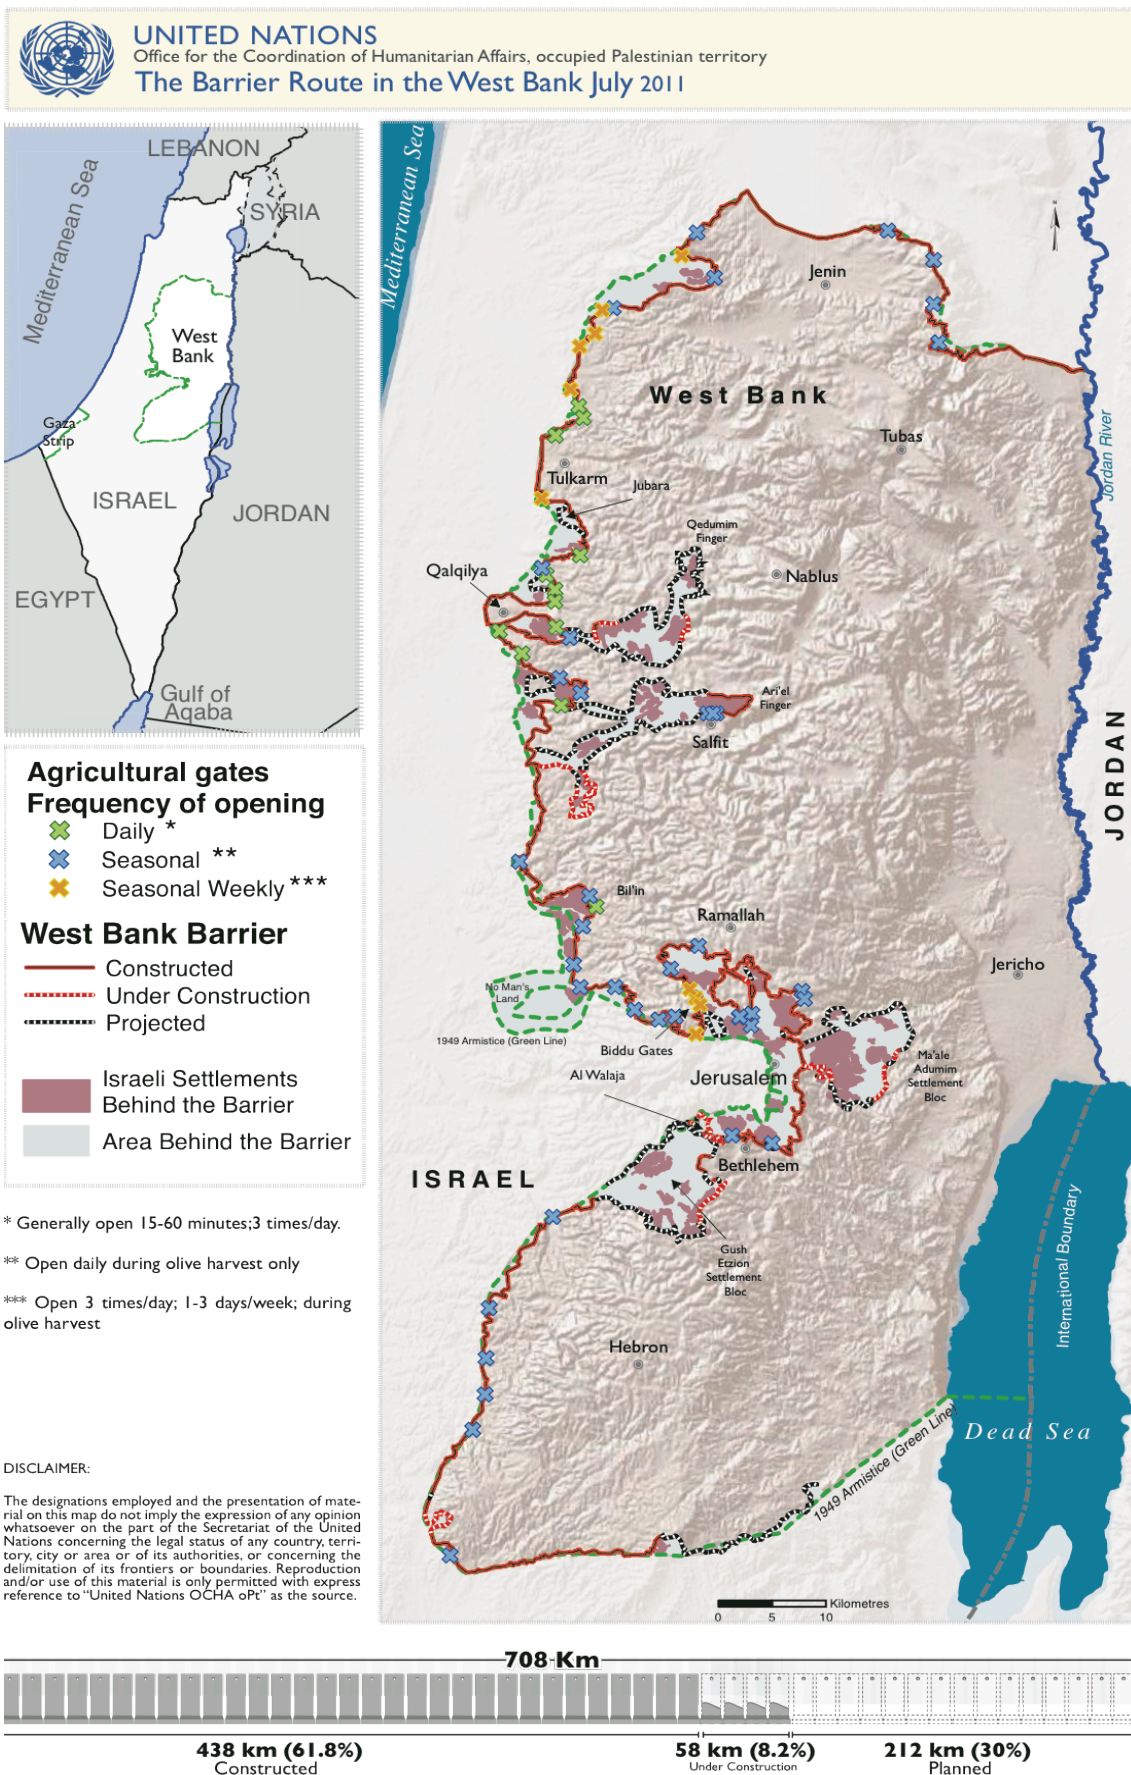 UNITED NATIONS
Office for the Coordination of Humanitarian Affairs, occupied Palestinian territory
The Barrier Route in the West Bank July 2011
LEBANON
Mediterranean Sea
SYRIA
West
Bank
Gaza
Strip
ISRAEL
JORDAN
EGYPT
Gulf of
Aqaba
Agricultural gates
Frequency of opening
Daily *
Seasonal **
Seasonal Weekly ***
West Bank Barrier
Constructed
Under Construction
Projected
Israeli Settlements
Behind the Barrier
Area Behind the Barrier
* Generally open 15-60 minutes;3 times/day.
** Open daily during olive harvest only
*** Open 3 times/day; 1-3 days/week; during
olive harvest
DISCLAIMER:
The designations employed and the presentation of mate-
rial on this map do not imply the expression of any opinion
whatsoever on the part of the Secretariat of the United
Nations concerning the legal status of any country, terri-
tory, city or area or of its authorities, or concerning the
delimitation of its frontiers or boundaries. Reproduction
and/or use of this material is only permitted with express
reference to "United Nations OCHA oPt" as the source.
Mediterranean Sea
Jenin
West Bank
Tubas
Jordan River
Tulkarm
Jubara
Qedumim
Finger
Qalqilya
Nablus
Ari'el
Finger
Salfit
JORDAN
Bil'in
Ramallah
Jericho
No Man's
Land
1949 Armistice (Green Line)
Biddu Gates
Al Walaja
Jerusalem
Ma'ale
Adumim
Settlement
Bloc
Bethlehem
ISRAEL
Gush
Etzion
Settlement
Bloc
International Boundary
Hebron
Dead Sea
1949 Armistice (Green Line)
Kilometres
0 5 10
708 Km
438 km (61.8%)
Constructed
58 km (8.2%)
Under Construction
212 km (30%)
Planned